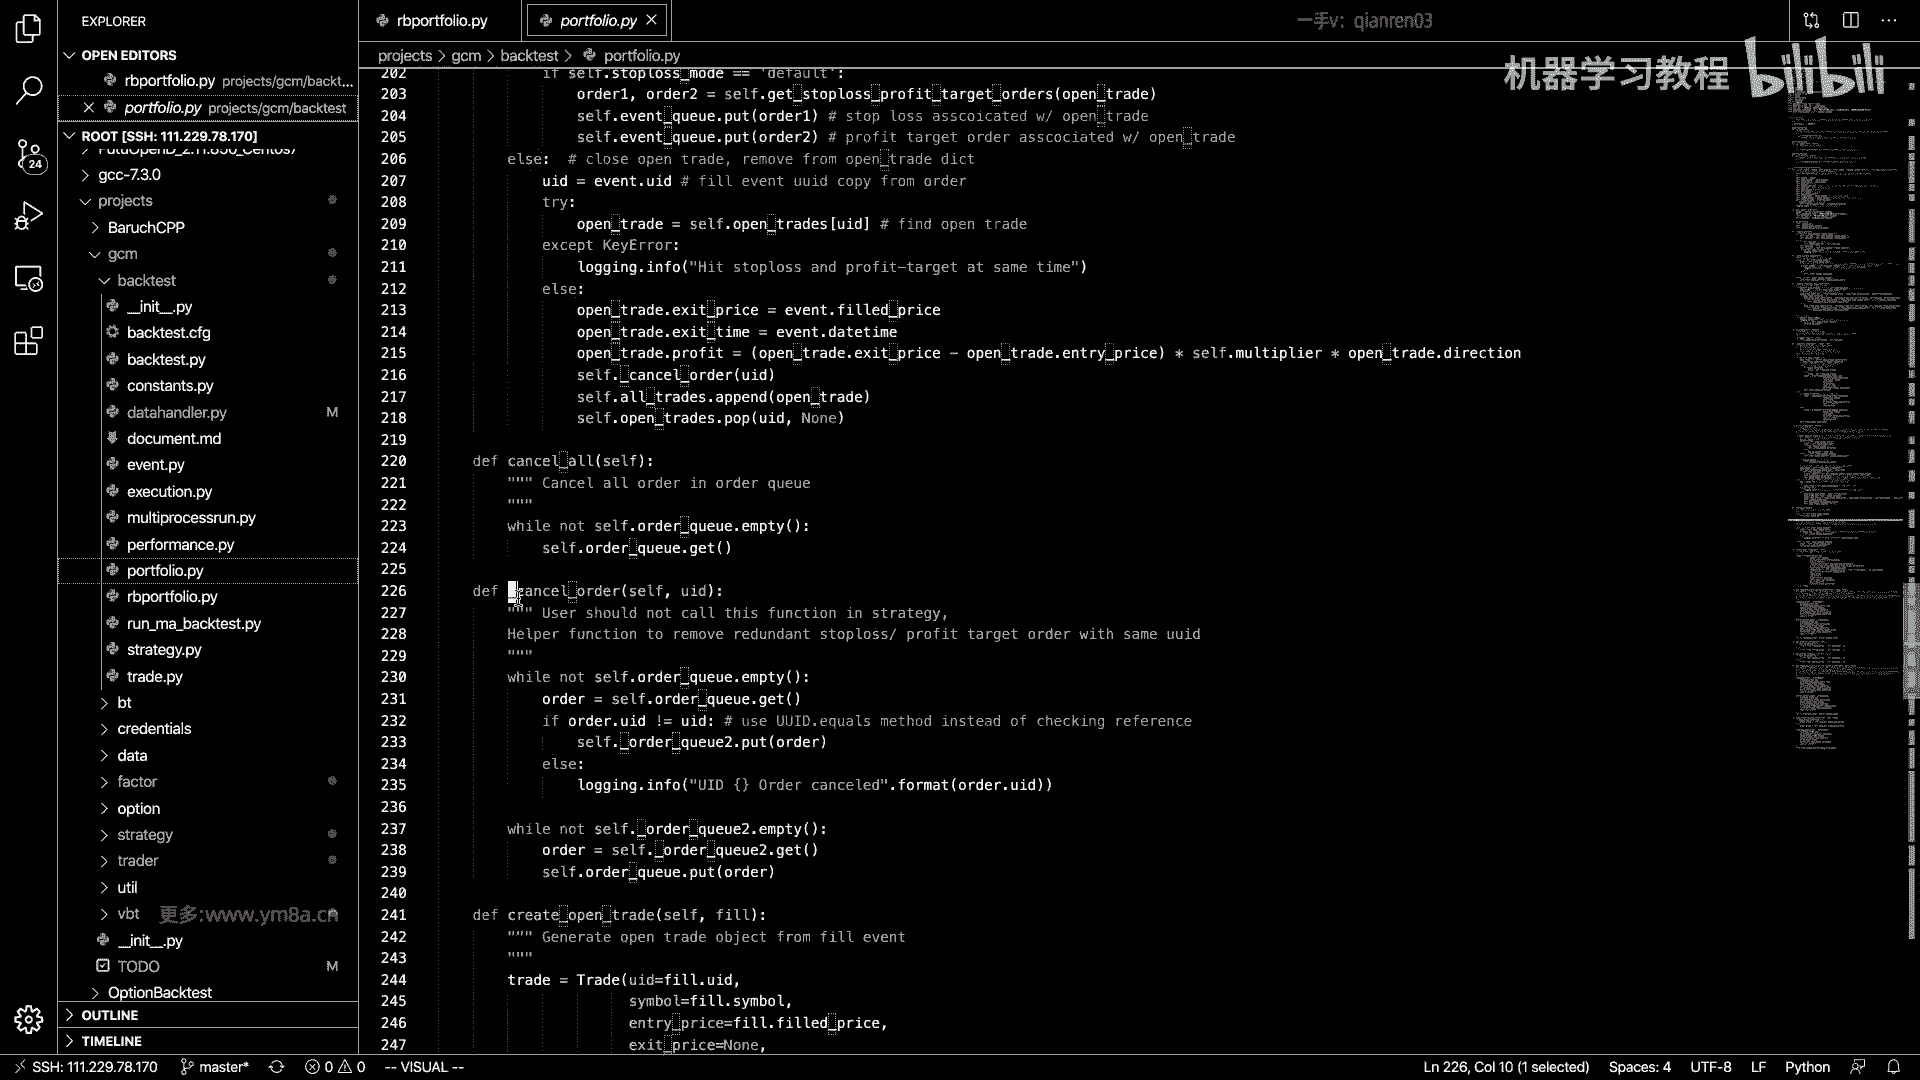 EXPLORER
OPEN EDITORS
rbportfolio.py projects/gcm/backt...
portfolio.py projects/gcm/backtest
ROOT [SSH: 111.229.78.170]
gcc-7.3.0
projects
BaruchCPP
gcm
backtest
__init__.py
backtest.cfg
backtest.py
constants.py
datahandler.py M
document.md
event.py
execution.py
multiprocessrun.py
performance.py
portfolio.py
rbportfolio.py
run_ma_backtest.py
strategy.py
trade.py
bt
credentials
data
factor
option
strategy
trader
util
vbt
更多:www.ym8a.cn
__init__.py
TODO M
OptionBacktest
OUTLINE
TIMELINE
24
rbportfolio.py
portfolio.py
一手v: qianren03
机器学习教程 bilibili
projects > gcm > backtest > portfolio.py
202 if self.stoploss_mode == 'default':
203 order1, order2 = self.get_stoploss_profit_target_orders(open_trade)
204 self.event_queue.put(order1) # stop loss asscoicated w/ open_trade
205 self.event_queue.put(order2) # profit target order asscociated w/ open_trade
206 else: # close open trade, remove from open_trade dict
207 uid = event.uid # fill event uuid copy from order
208 try:
209 open_trade = self.open_trades[uid] # find open trade
210 except KeyError:
211 logging.info("Hit stoploss and profit-target at same time")
212 else:
213 open_trade.exit_price = event.filled_price
214 open_trade.exit_time = event.datetime
215 open_trade.profit = (open_trade.exit_price - open_trade.entry_price) * self.multiplier * open_trade.direction
216 self._cancel_order(uid)
217 self.all_trades.append(open_trade)
218 self.open_trades.pop(uid, None)
219
220 def cancel_all(self):
221 """ Cancel all order in order queue
222 """
223 while not self.order_queue.empty():
224 self.order_queue.get()
225
226 def _cancel_order(self, uid):
227 """ User should not call this function in strategy,
228 Helper function to remove redundant stoploss/ profit target order with same uuid
229 """
230 while not self.order_queue.empty():
231 order = self.order_queue.get()
232 if order.uid != uid: # use UUID.equals method instead of checking reference
233 self._order_queue2.put(order)
234 else:
235 logging.info("UID {} Order canceled".format(order.uid))
236
237 while not self._order_queue2.empty():
238 order = self._order_queue2.get()
239 self.order_queue.put(order)
240
241 def create_open_trade(self, fill):
242 """ Generate open trade object from fill event
243 """
244 trade = Trade(uid=fill.uid,
245 symbol=fill.symbol,
246 entry_price=fill.filled_price,
247 exit_price=None,
SSH: 111.229.78.170 master* 0 0 -- VISUAL -- Ln 226, Col 10 (1 selected) Spaces: 4 UTF-8 LF Python